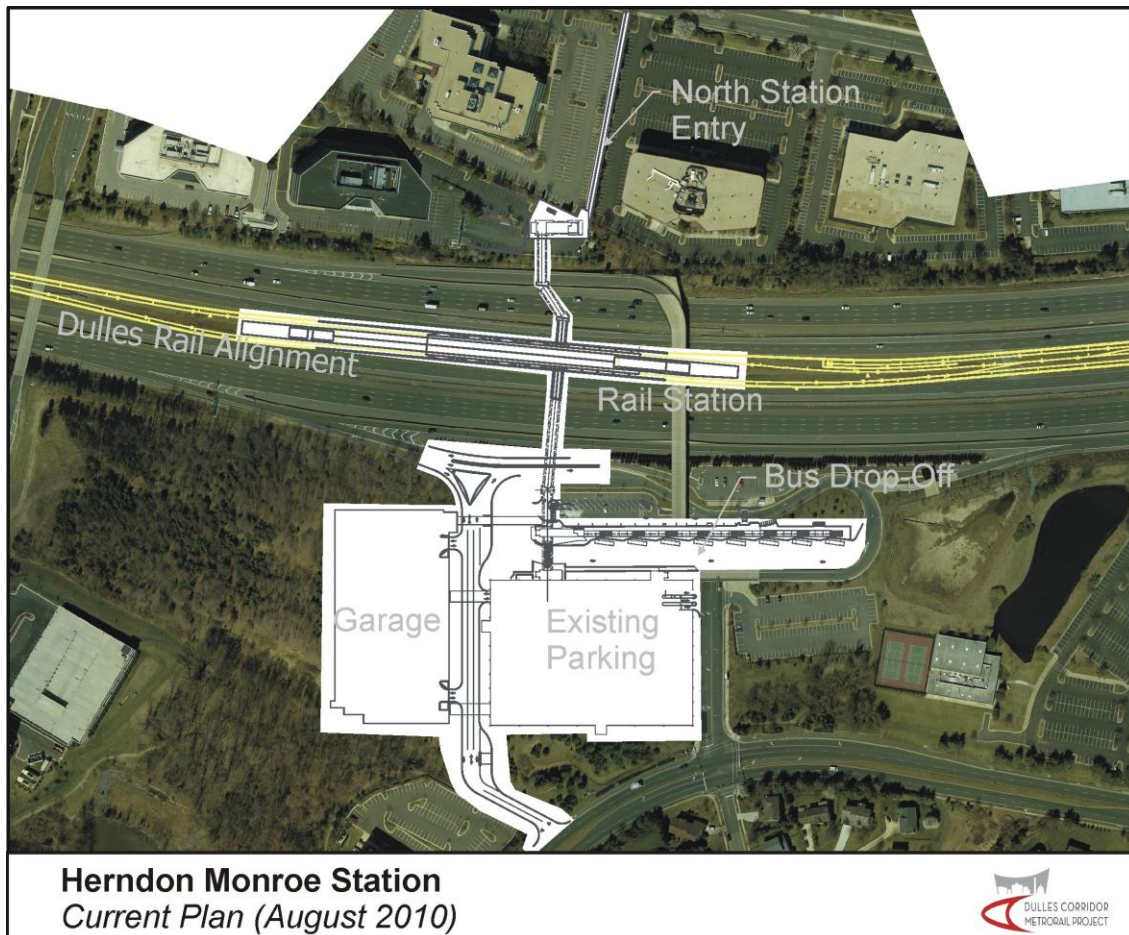 North Station
Entry
Dulles Rail Alignment
Rail Station
Bus Drop-Off
Garage
Existing
Parking
Herndon Monroe Station
Current Plan (August 2010)
DULLES CORRIDOR
METRORAIL PROJECT